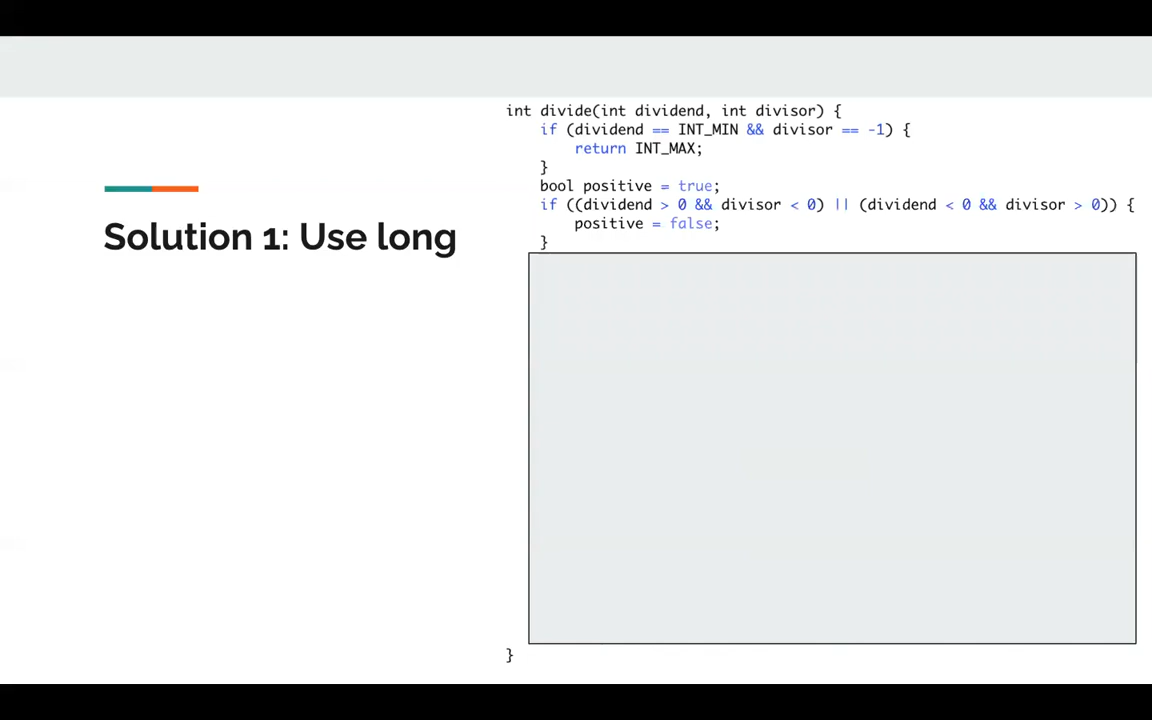 Solution 1: Use long
int divide(int dividend, int divisor) {
    if (dividend == INT_MIN && divisor == -1) {
        return INT_MAX;
    }
    bool positive = true;
    if ((dividend > 0 && divisor < 0) || (dividend < 0 && divisor > 0)) {
        positive = false;
    }
}